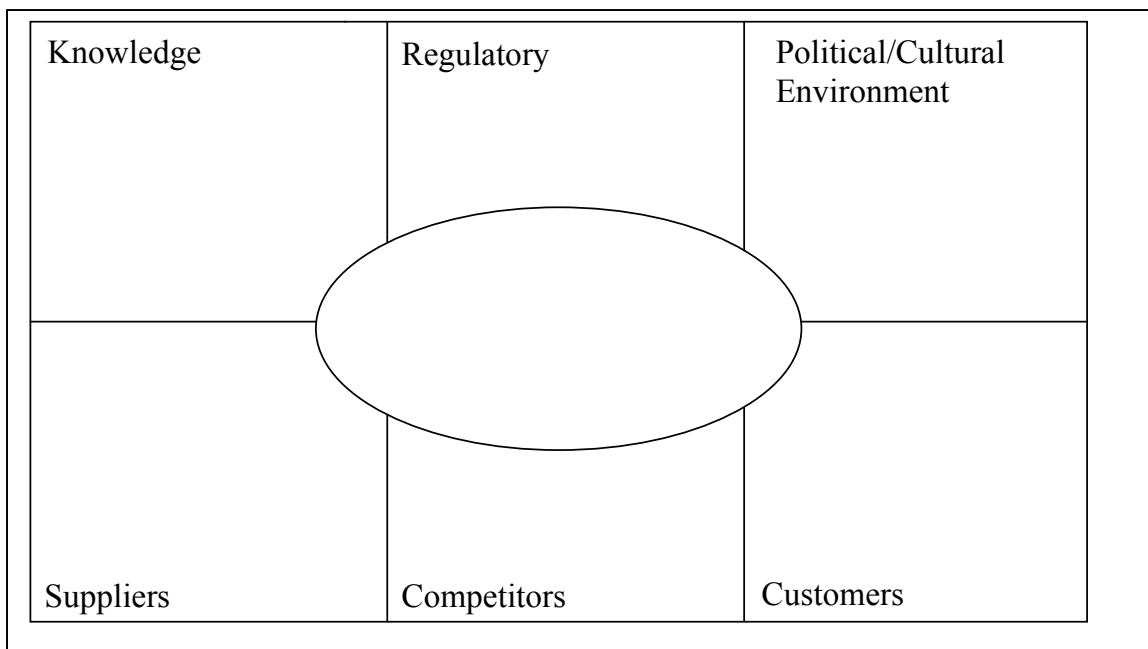 Knowledge
Regulatory
Political/Cultural
Environment
Suppliers
Competitors
Customers